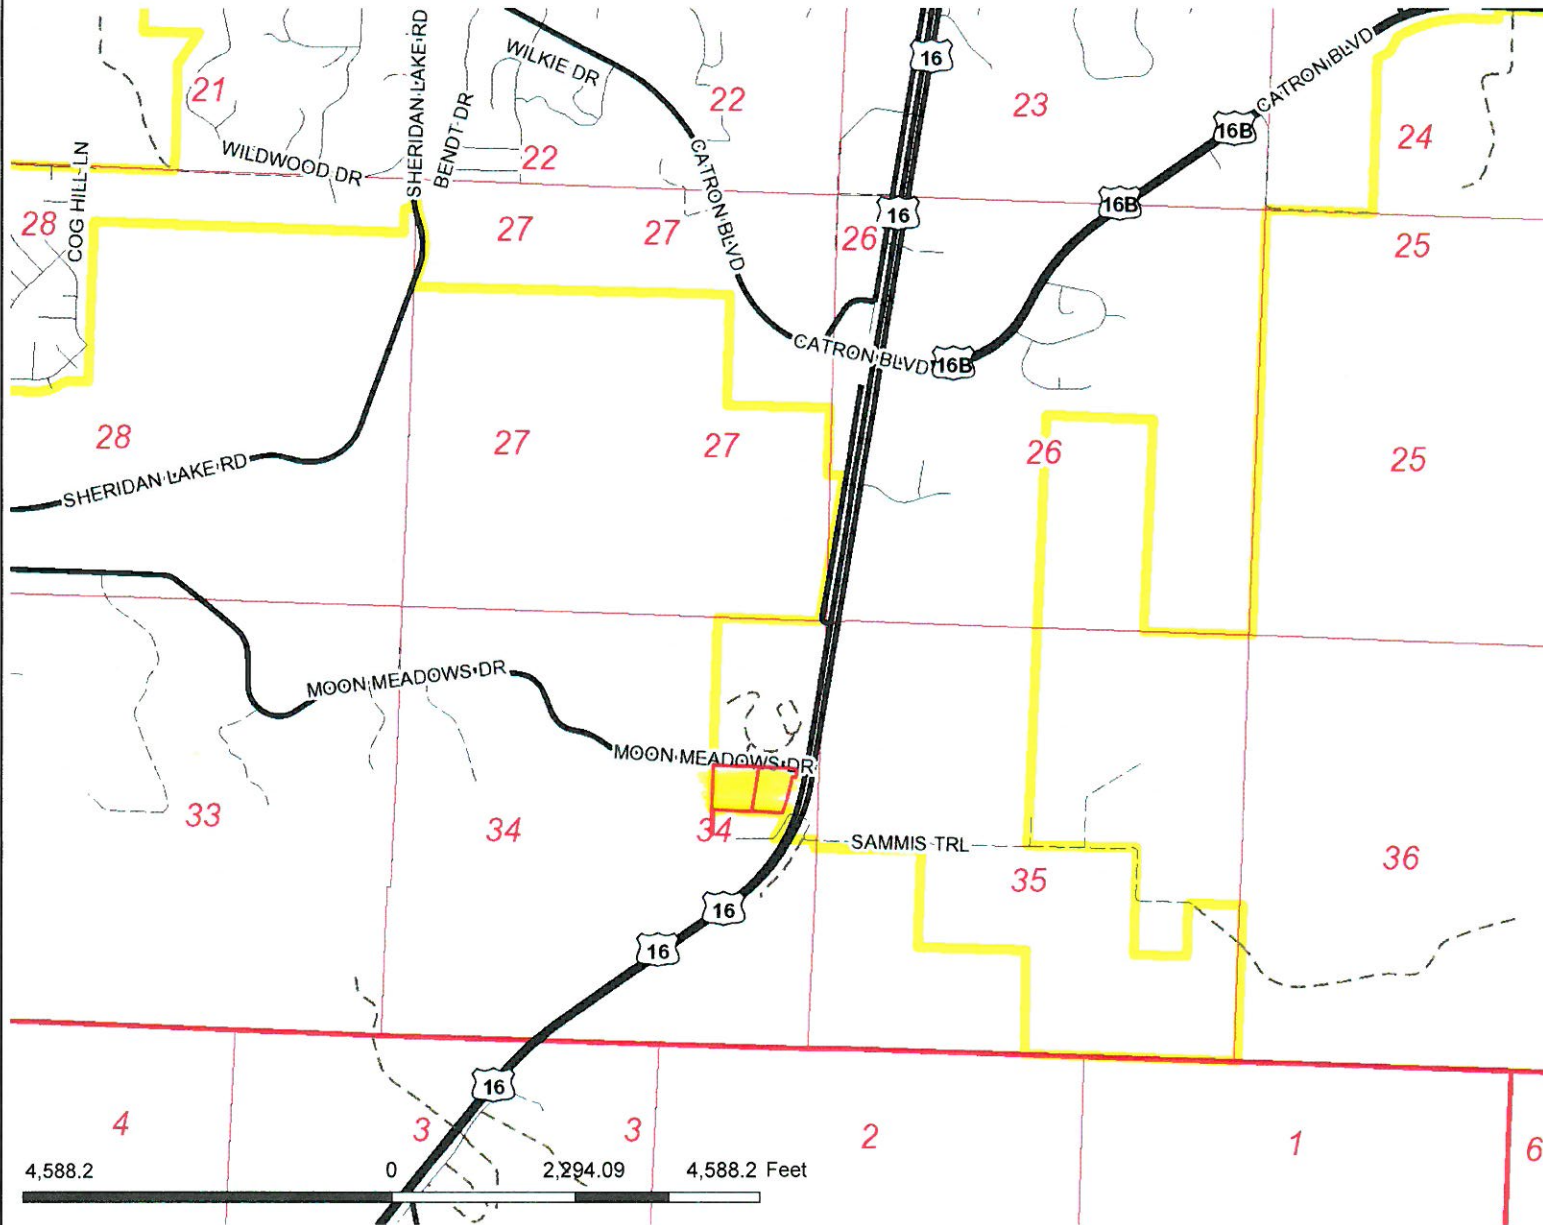 SHERIDAN LAKE RD
WILKIE DR
16
CATRON BLVD
21
22
23
16B
24
BENDT DR
WILDWOOD DR
22
COG HILL LN
CATRON BLVD
16B
28
27
27
26
16
25
CATRON BLVD
16B
28
27
27
26
25
SHERIDAN LAKE RD
MOON MEADOWS DR
MOON MEADOWS DR
33
34
34
SAMMIS TRL
35
36
16
16
16
4
3
3
2
1
6
4,588.2 0 2,294.09 4,588.2 Feet